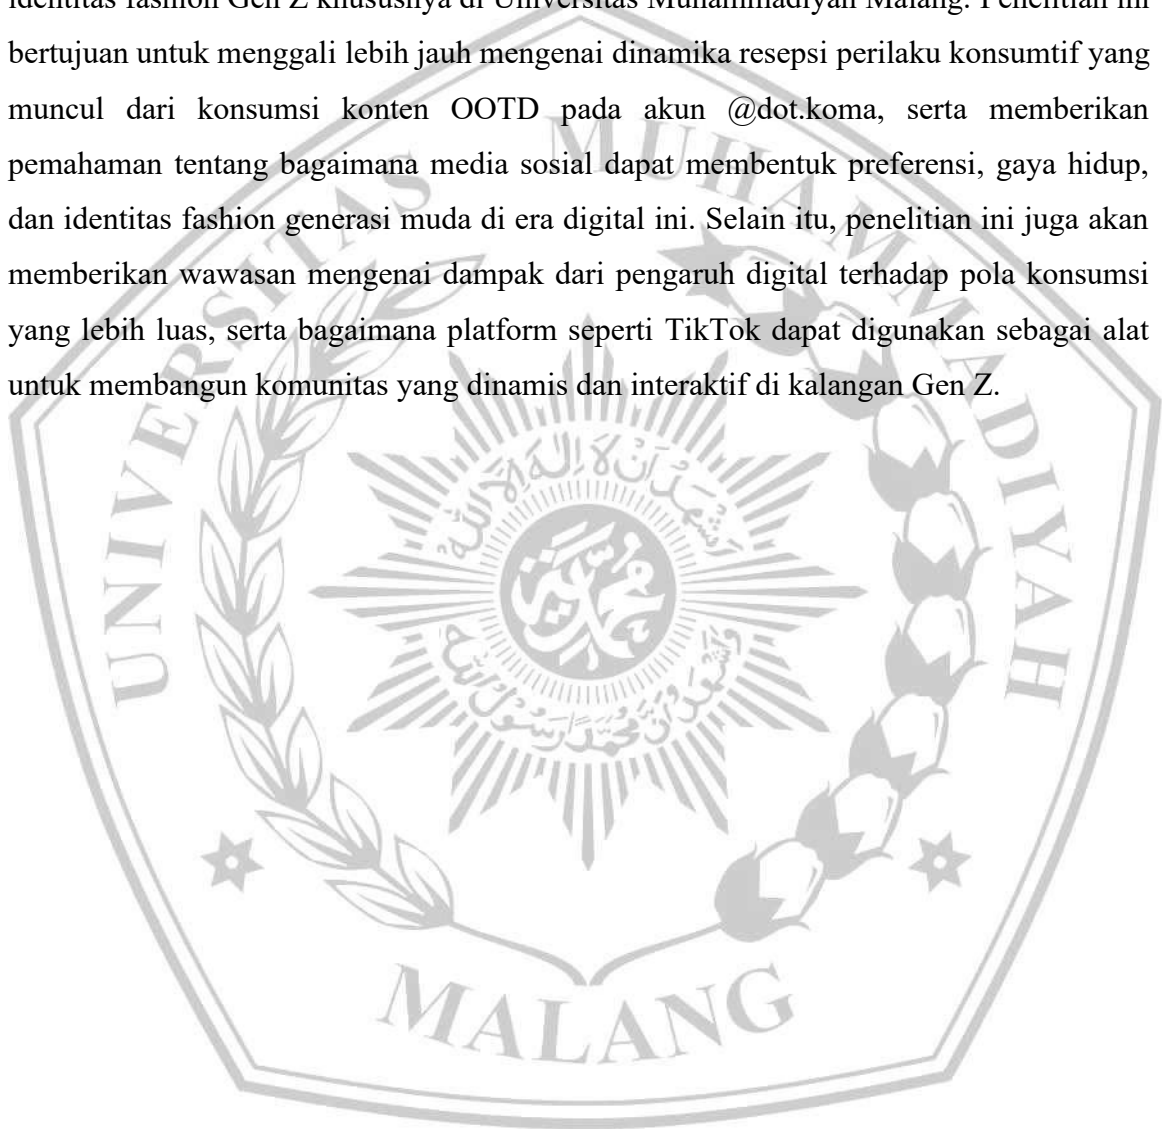 identitas fashion Gen Z khususnya di Universitas Muhammadiyah Malang. Penelitian ini
bertujuan untuk menggali lebih jauh mengenai dinamika resepsi perilaku konsumtif yang
muncul dari konsumsi konten OOTD pada akun @dot.koma, serta memberikan
pemahaman tentang bagaimana media sosial dapat membentuk preferensi, gaya hidup,
dan identitas fashion generasi muda di era digital ini. Selain itu, penelitian ini juga akan
memberikan wawasan mengenai dampak dari pengaruh digital terhadap pola konsumsi
yang lebih luas, serta bagaimana platform seperti TikTok dapat digunakan sebagai alat
untuk membangun komunitas yang dinamis dan interaktif di kalangan Gen Z.
UNIVERSITAS MUHAMMADIYAH
MALANG